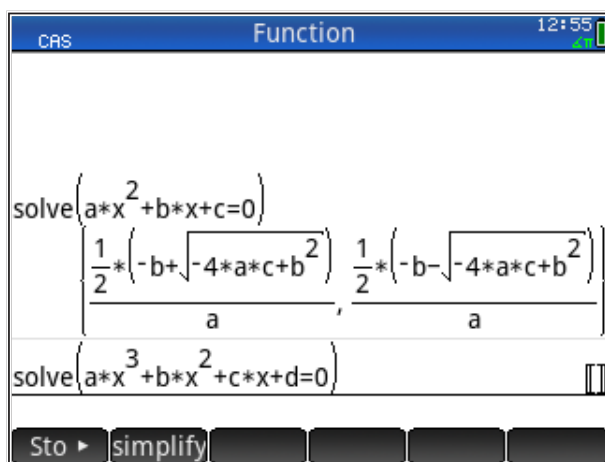 CAS Function 12:55
∡π
solve(a*x^2+b*x+c=0)
{(1/2*(-b+√(-4*a*c+b^2)))/a, (1/2*(-b-√(-4*a*c+b^2)))/a}
solve(a*x^3+b*x^2+c*x+d=0) []
Sto ▸ simplify